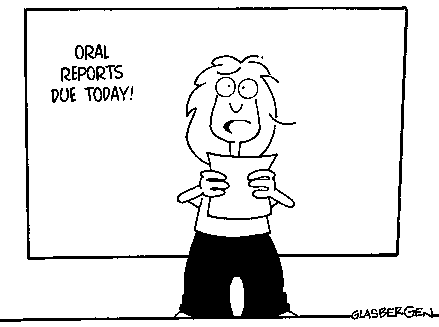 ORAL
REPORTS
DUE TODAY!
GLASBERGEN